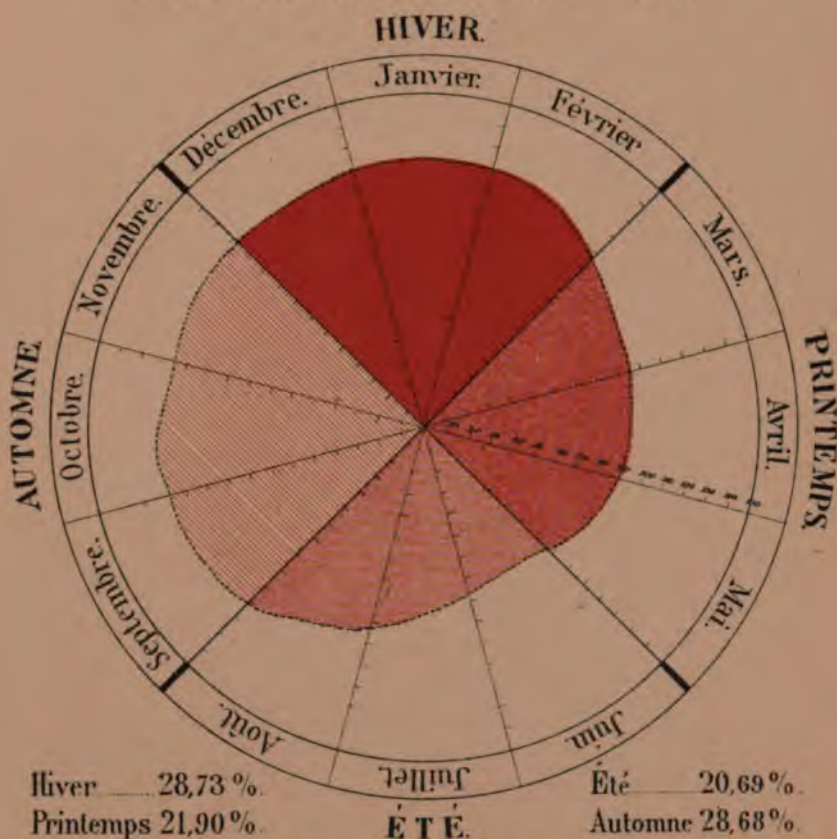 HIVER.
Janvier.
Février
Mars.
PRINTEMPS.
Avril.
Mai.
Juin.
Juillet.
ÉTÉ.
Août.
Septembre.
Octobre.
AUTOMNE
Novembre.
Décembre.
Hiver ........ 28,73 %.
Printemps 21,90 %.
Été ............ 20,69 %.
Automne 28,68 %.